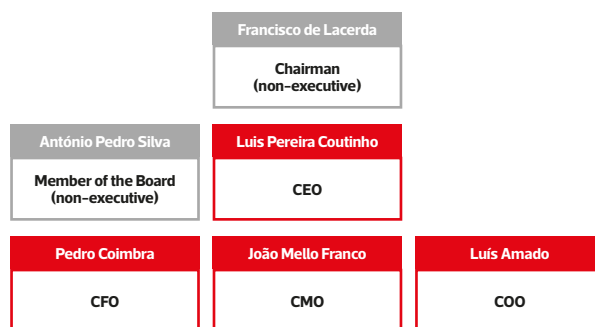 Francisco de Lacerda
Chairman
(non-executive)
António Pedro Silva
Member of the Board
(non-executive)
Luis Pereira Coutinho
CEO
Pedro Coimbra
CFO
João Mello Franco
CMO
Luís Amado
COO